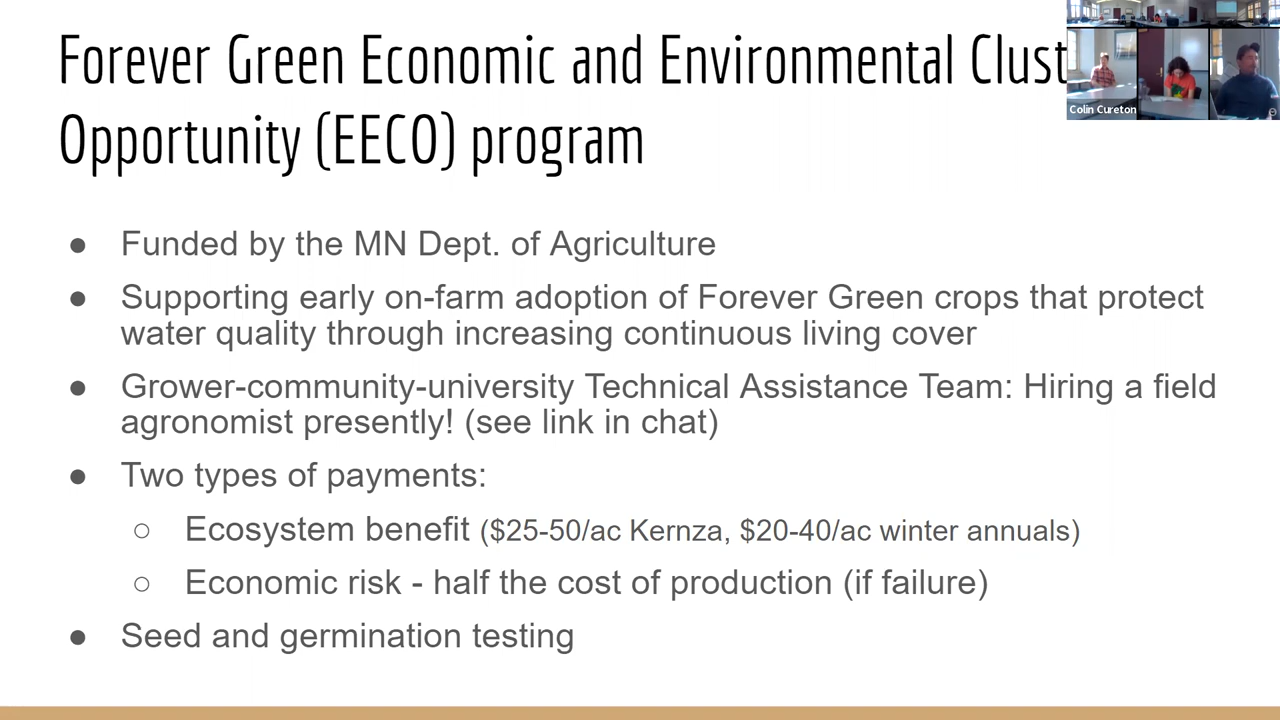 Forever Green Economic and Environmental Clust
Opportunity (EECO) program
Colin Cureton
● Funded by the MN Dept. of Agriculture
● Supporting early on-farm adoption of Forever Green crops that protect
water quality through increasing continuous living cover
● Grower-community-university Technical Assistance Team: Hiring a field
agronomist presently! (see link in chat)
● Two types of payments:
○ Ecosystem benefit ($25-50/ac Kernza, $20-40/ac winter annuals)
○ Economic risk - half the cost of production (if failure)
● Seed and germination testing